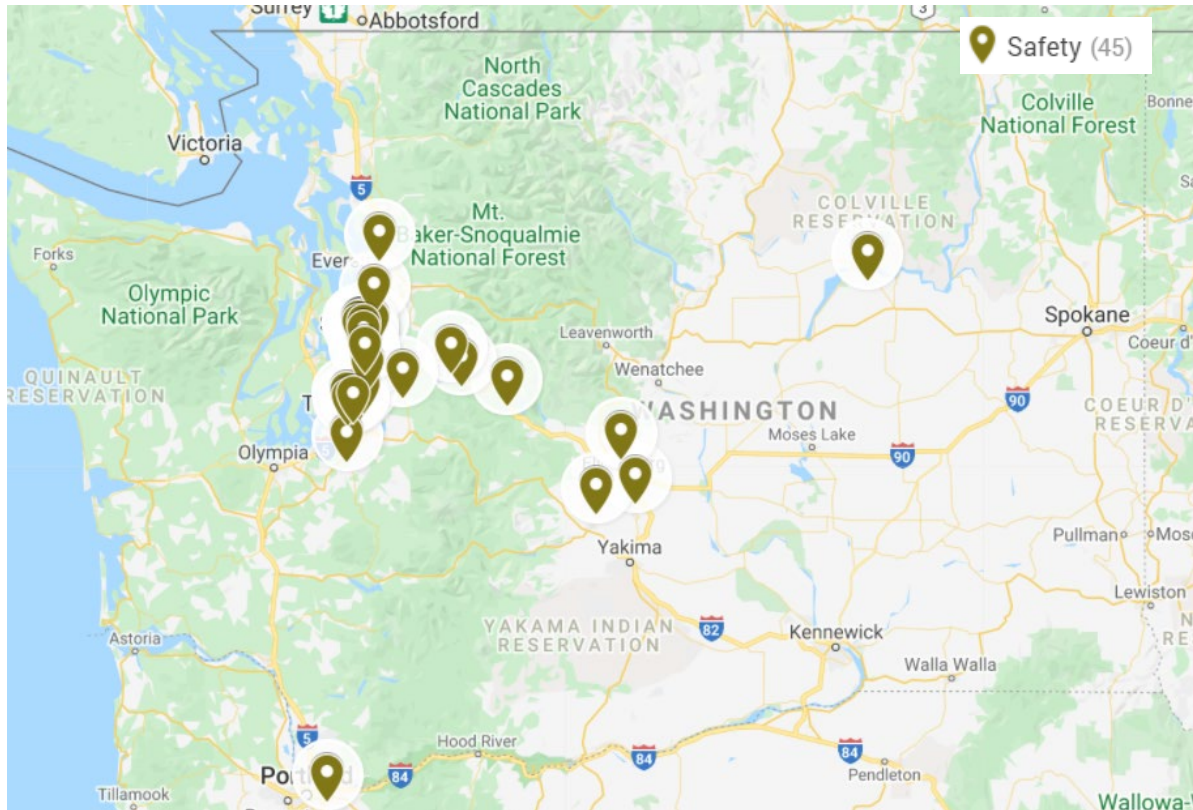 Surrey
1
Abbotsford
3
Safety (45)
North
Cascades
National Park
Colville
National Forest
Bonne
Victoria
5
COLVILLE
RESERVATION
Mt.
Baker-Snoqualmie
National Forest
Forks
Olympic
National Park
Spokane
Leavenworth
Coeur d'
Wenatchee
QUINAULT
RESERVATION
90
WASHINGTON
COEUR D'
RESERVA
Moses Lake
90
Olympia
5
Pullman
Mos
Yakima
Lewiston
YAKAMA INDIAN
RESERVATION
82
Kennewick
Astoria
Walla Walla
5
Hood River
84
84
84
Pendleton
Tillamook
Wallowa-